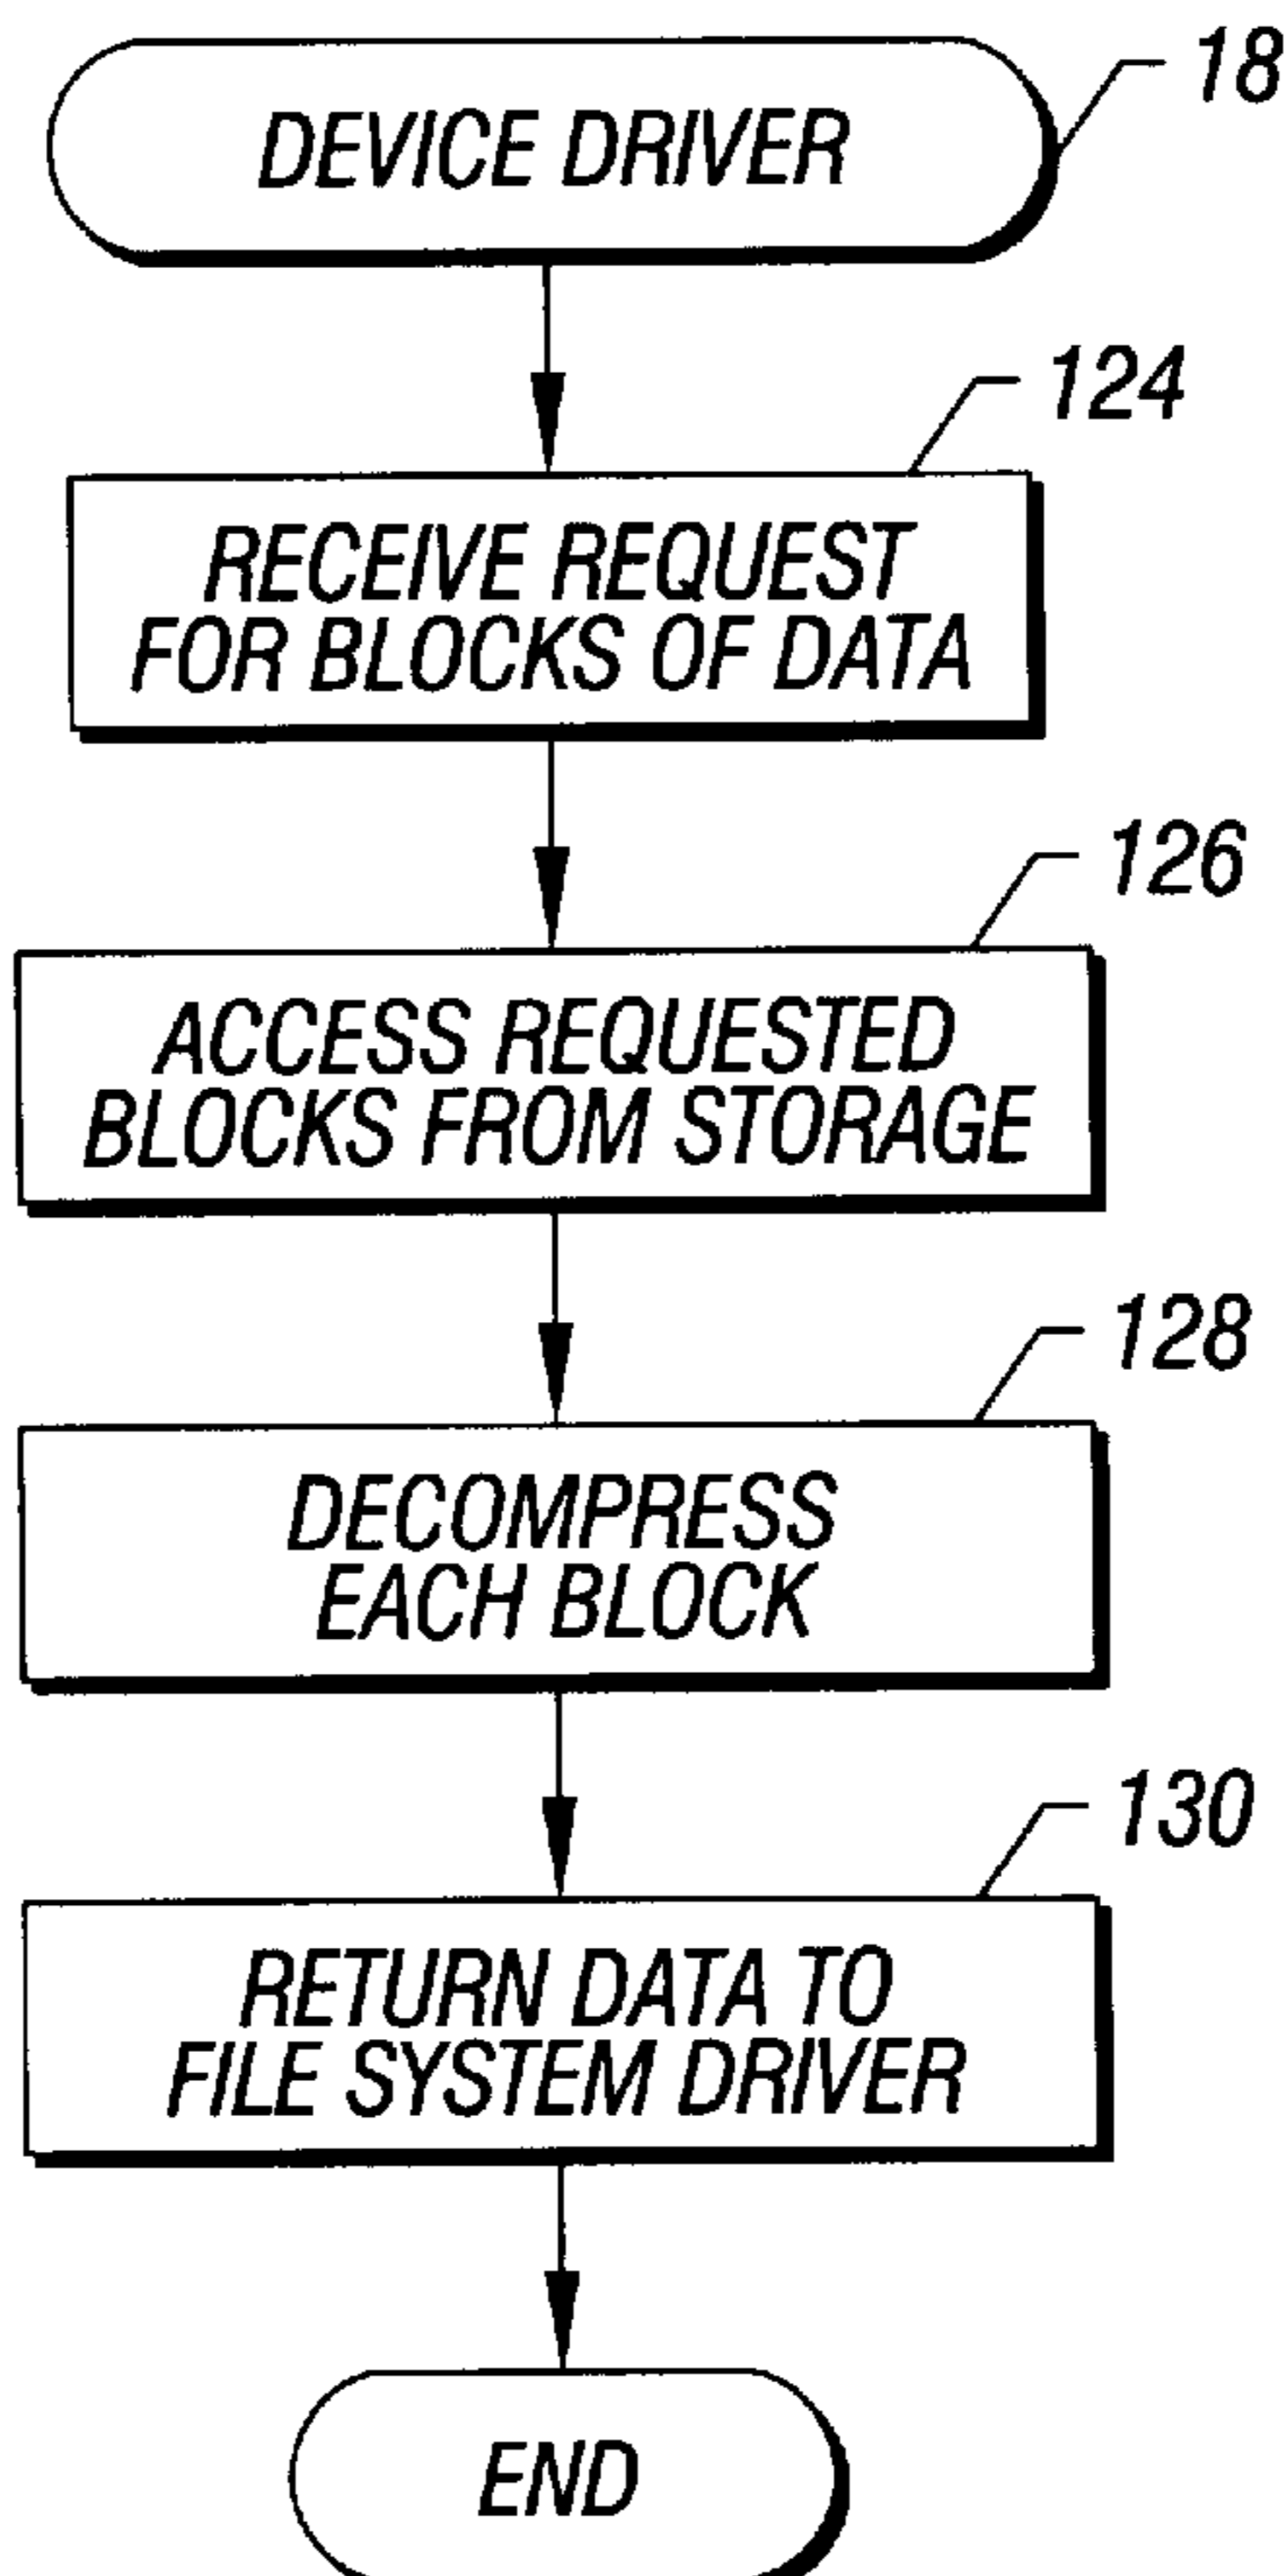 DEVICE DRIVER
18
124
RECEIVE REQUEST
FOR BLOCKS OF DATA
126
ACCESS REQUESTED
BLOCKS FROM STORAGE
128
DECOMPRESS
EACH BLOCK
130
RETURN DATA TO
FILE SYSTEM DRIVER
END